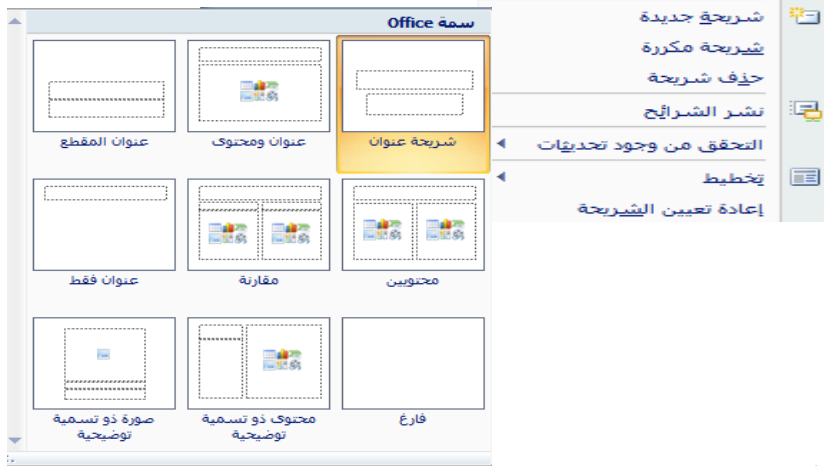 شريحة جديدة
شريحة مكررة
حذف شريحة
نشر الشرائح
التحقق من وجود تحديثات
تخطيط
إعادة تعيين الشريحة
سمة Office
شريحة عنوان
عنوان ومحتوى
عنوان المقطع
محتويين
مقارنة
عنوان فقط
فارغ
محتوى ذو تسمية
توضيحية
صورة ذو تسمية
توضيحية